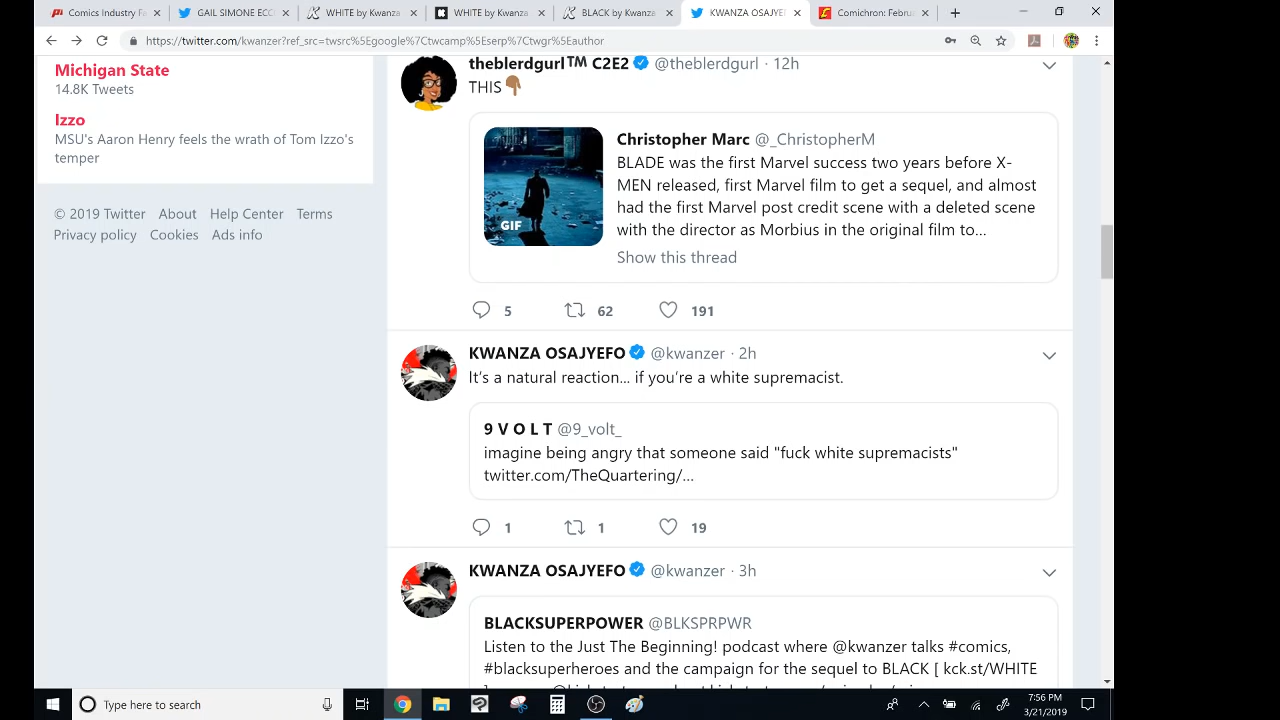 Comics Industry Fa
GAIL SIMONE ECC
WHITE by Kwanza
WHITE by Kwanza
BLACK by Kwanza
KWANZA OSAJYEF
Comichron: Februa
https://twitter.com/kwanzer?ref_src=twsrc%5Egoogle%7Ctwcamp%5Eserp%7Ctwgr%5Eauthor
Michigan State
14.8K Tweets
Izzo
MSU's Aaron Henry feels the wrath of Tom Izzo's
temper
© 2019 Twitter About Help Center Terms
Privacy policy Cookies Ads info
theblerdgurl™ C2E2 @theblerdgurl · 12h
THIS
Christopher Marc @_ChristopherM
BLADE was the first Marvel success two years before X-
MEN released, first Marvel film to get a sequel, and almost
had the first Marvel post credit scene with a deleted scene
with the director as Morbius in the original film to...
GIF
Show this thread
5 62 191
KWANZA OSAJYEFO @kwanzer · 2h
It's a natural reaction... if you're a white supremacist.
9 V O L T @9_volt_
imagine being angry that someone said "fuck white supremacists"
twitter.com/TheQuartering/...
1 1 19
KWANZA OSAJYEFO @kwanzer · 3h
BLACKSUPERPOWER @BLKSPRPWR
Listen to the Just The Beginning! podcast where @kwanzer talks #comics,
#blacksuperheroes and the campaign for the sequel to BLACK [ kck.st/WHITE
Type here to search
7:56 PM
3/21/2019